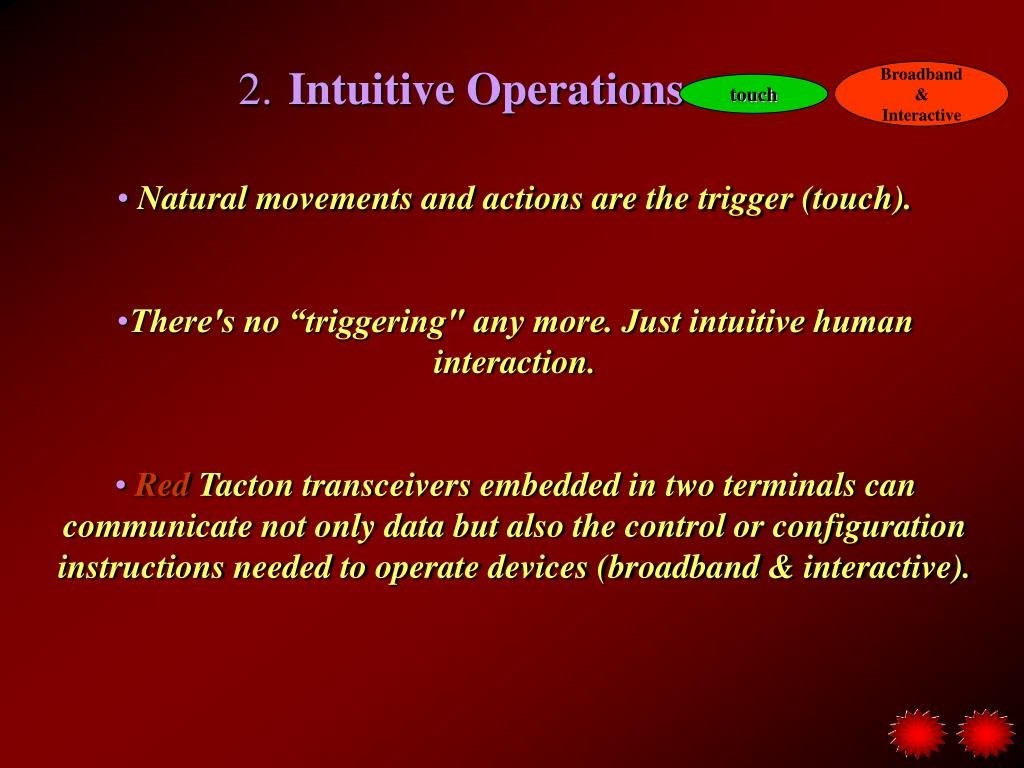 2. Intuitive Operations
touch
Broadband
&
Interactive
• Natural movements and actions are the trigger (touch).
•There's no “triggering" any more. Just intuitive human
interaction.
• Red Tacton transceivers embedded in two terminals can
communicate not only data but also the control or configuration
instructions needed to operate devices (broadband & interactive).